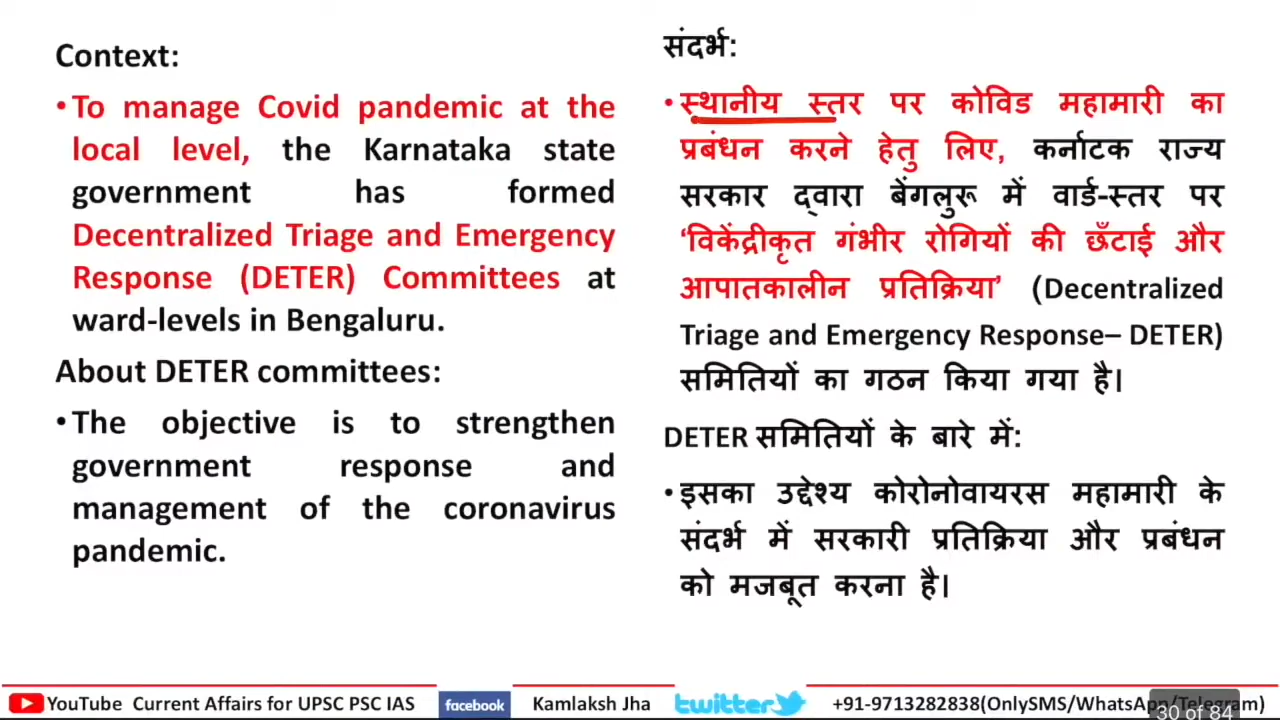 Context:
• To manage Covid pandemic at the
local level, the Karnataka state
government has formed
Decentralized Triage and Emergency
Response (DETER) Committees at
ward-levels in Bengaluru.
About DETER committees:
• The objective is to strengthen
government response and
management of the coronavirus
pandemic.
संदर्भ:
• स्थानीय स्तर पर कोविड महामारी का
प्रबंधन करने हेतु लिए, कर्नाटक राज्य
सरकार द्वारा बेंगलुरू में वार्ड-स्तर पर
‘विकेंद्रीकृत गंभीर रोगियों की छँटाई और
आपातकालीन प्रतिक्रिया’ (Decentralized
Triage and Emergency Response– DETER)
समितियों का गठन किया गया है।
DETER समितियों के बारे में:
• इसका उद्देश्य कोरोनोवायरस महामारी के
संदर्भ में सरकारी प्रतिक्रिया और प्रबंधन
को मजबूत करना है।
YouTube Current Affairs for UPSC PSC IAS facebook Kamlaksh Jha twitter +91-9713282838(OnlySMS/WhatsApp/Telegram)
30 of 84